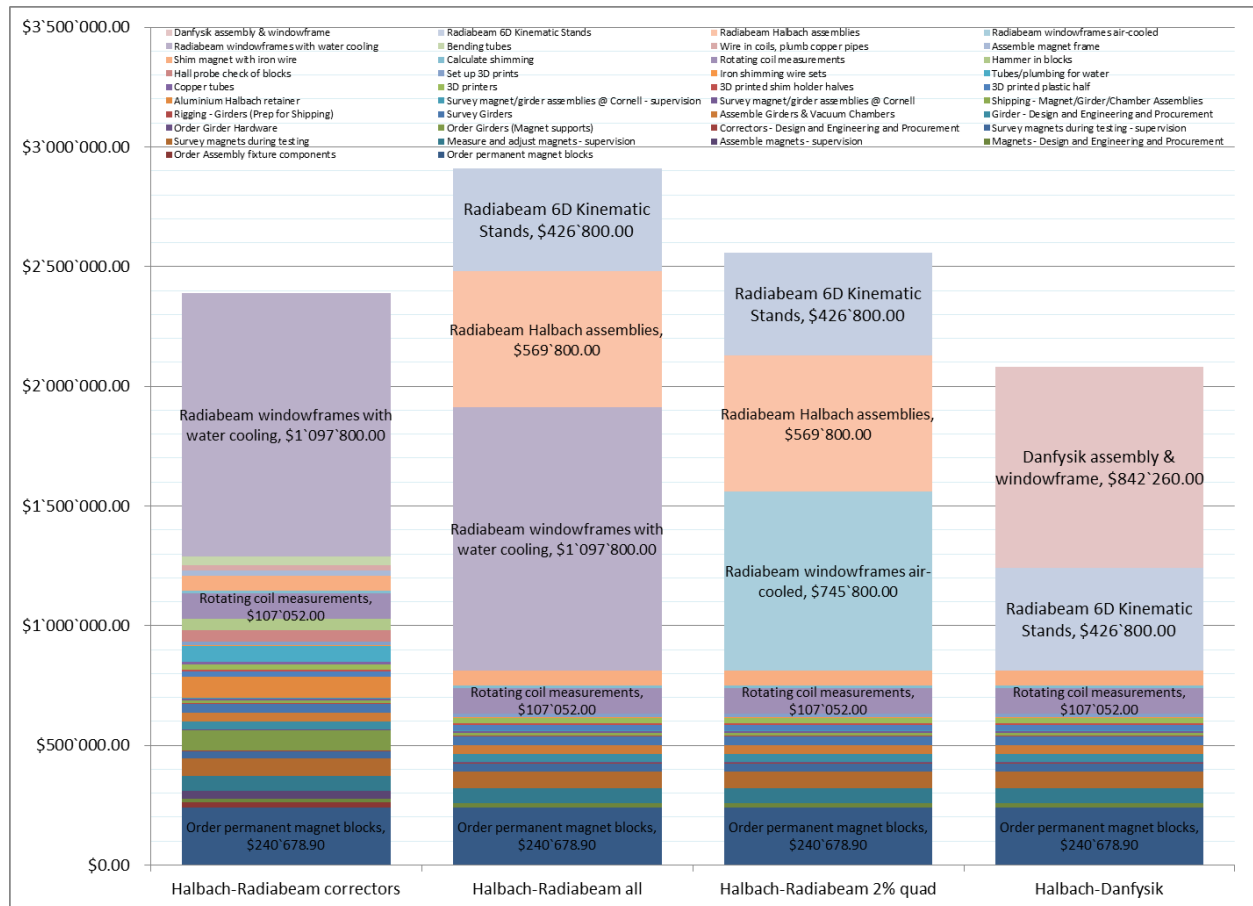 $3`500`000.00
Danfysik assembly & windowframe
Radiabeam 6D Kinematic Stands
Radiabeam Halbach assemblies
Radiabeam windowframes air-cooled
Radiabeam windowframes with water cooling
Bending tubes
Wire in coils, plumb copper pipes
Assemble magnet frame
Shim magnet with iron wire
Calculate shimming
Rotating coil measurements
Hammer in blocks
Hall probe check of blocks
Set up 3D prints
Iron shimming wire sets
Tubes/plumbing for water
Copper tubes
3D printers
3D printed shim holder halves
3D printed plastic half
Aluminium Halbach retainer
Survey magnet/girder assemblies @ Cornell - supervision
Survey magnet/girder assemblies @ Cornell
Shipping - Magnet/Girder/Chamber Assemblies
Rigging - Girders (Prep for Shipping)
Survey Girders
Assemble Girders & Vacuum Chambers
Girder - Design and Engineering and Procurement
Order Girder Hardware
Order Girders (Magnet supports)
Correctors - Design and Engineering and Procurement
Survey magnets during testing - supervision
Survey magnets during testing
Measure and adjust magnets - supervision
Assemble magnets - supervision
Magnets - Design and Engineering and Procurement
Order Assembly fixture components
Order permanent magnet blocks
$3`000`000.00
$2`500`000.00
$2`000`000.00
$1`500`000.00
$1`000`000.00
$500`000.00
$0.00
Radiabeam windowframes with
water cooling, $1`097`800.00
Rotating coil measurements,
$107`052.00
Order permanent magnet blocks,
$240`678.90
Radiabeam 6D Kinematic
Stands, $426`800.00
Radiabeam Halbach assemblies,
$569`800.00
Radiabeam windowframes with
water cooling, $1`097`800.00
Rotating coil measurements,
$107`052.00
Order permanent magnet blocks,
$240`678.90
Radiabeam 6D Kinematic
Stands, $426`800.00
Radiabeam Halbach assemblies,
$569`800.00
Radiabeam windowframes air-
cooled, $745`800.00
Rotating coil measurements,
$107`052.00
Order permanent magnet blocks,
$240`678.90
Danfysik assembly &
windowframe, $842`260.00
Radiabeam 6D Kinematic
Stands, $426`800.00
Rotating coil measurements,
$107`052.00
Order permanent magnet blocks,
$240`678.90
Halbach-Radiabeam correctors
Halbach-Radiabeam all
Halbach-Radiabeam 2% quad
Halbach-Danfysik